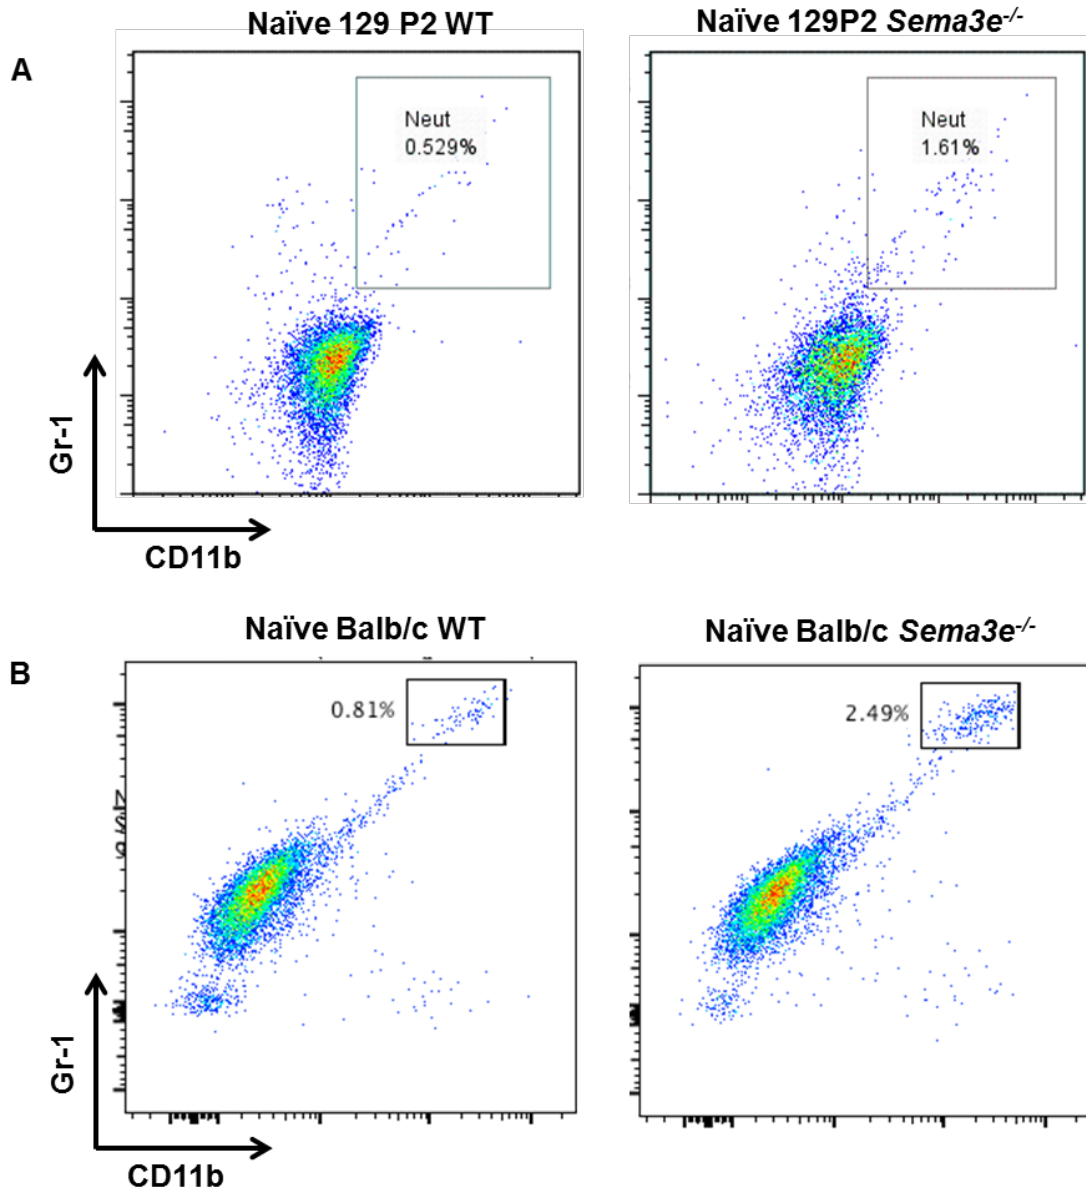 Naïve 129 P2 WT
Naïve 129P2 Sema3e-/-
A
Neut
0.529%
Neut
1.61%
Gr-1
CD11b
Naïve Balb/c WT
Naïve Balb/c Sema3e-/-
B
0.81%
2.49%
Gr-1
CD11b